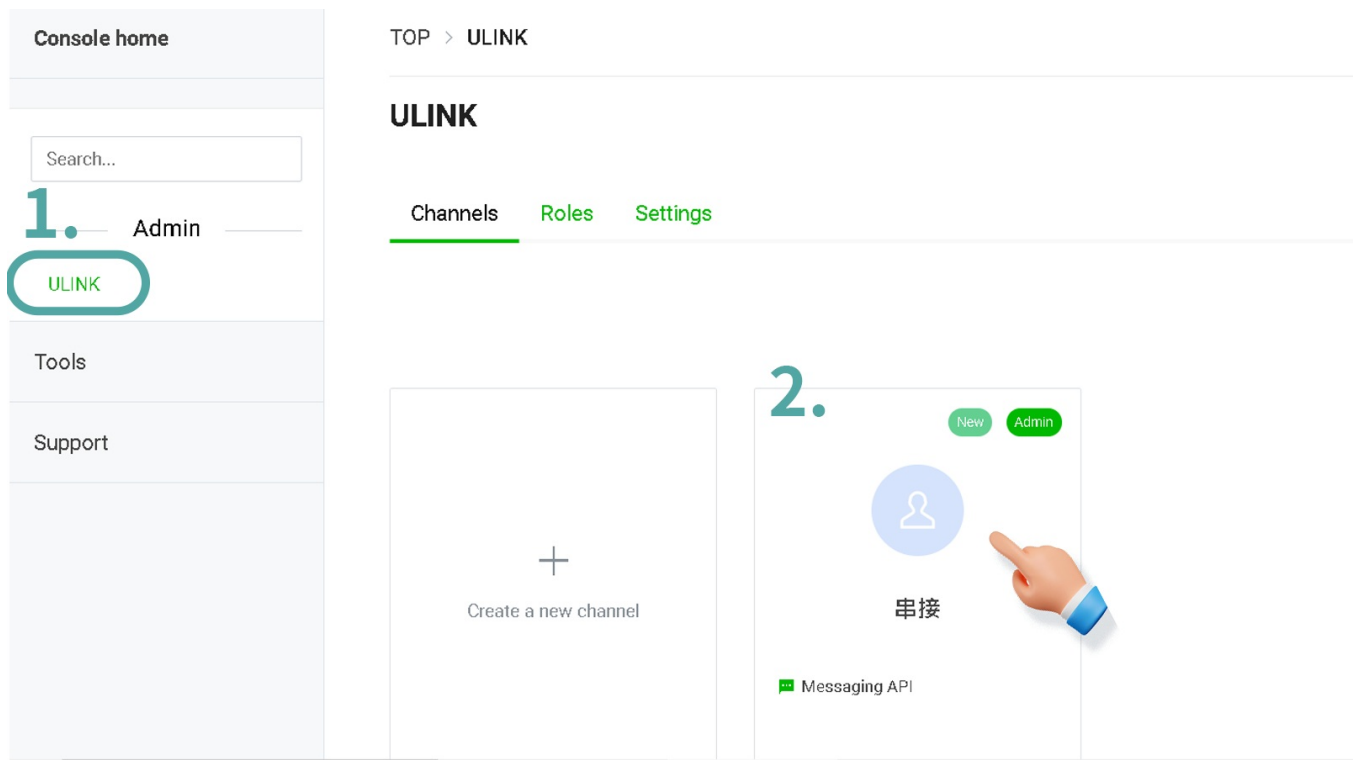 Console home
TOP > ULINK
ULINK
Search...
1.
Admin
ULINK
Channels Roles Settings
Tools
Support
2.
New Admin
Create a new channel
串接
Messaging API